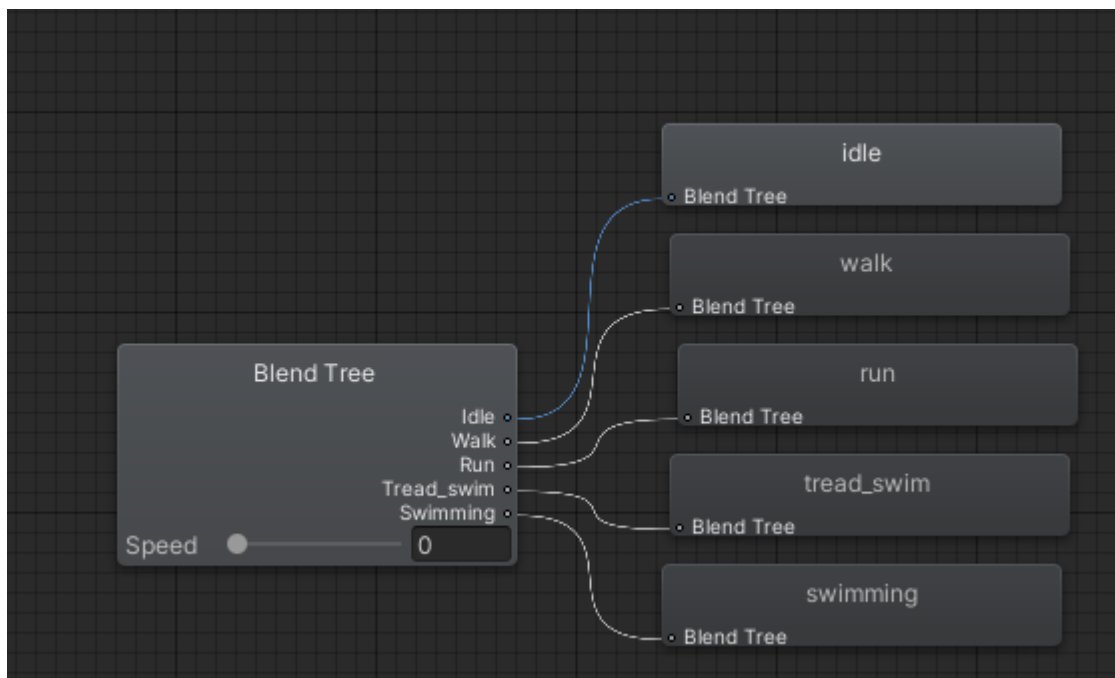 idle
Blend Tree
walk
Blend Tree
Blend Tree
Idle
Walk
Run
Tread_swim
Swimming
Speed 0
run
Blend Tree
tread_swim
Blend Tree
swimming
Blend Tree